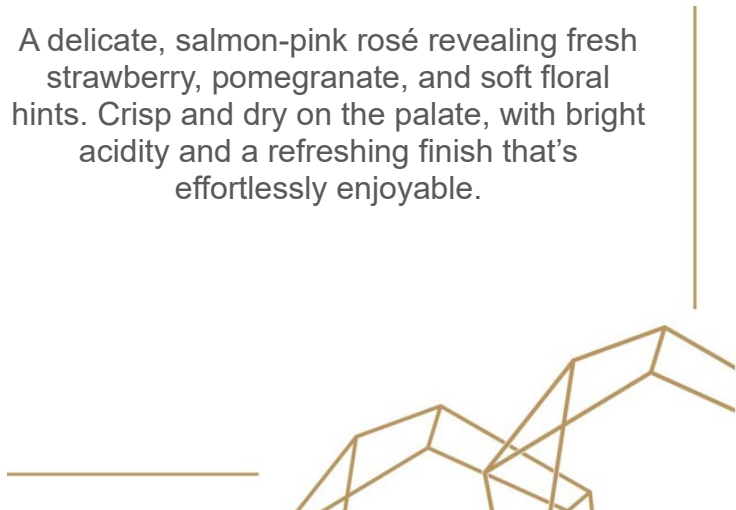 A delicate, salmon-pink rosé revealing fresh
strawberry, pomegranate, and soft floral
hints. Crisp and dry on the palate, with bright
acidity and a refreshing finish that’s
effortlessly enjoyable.